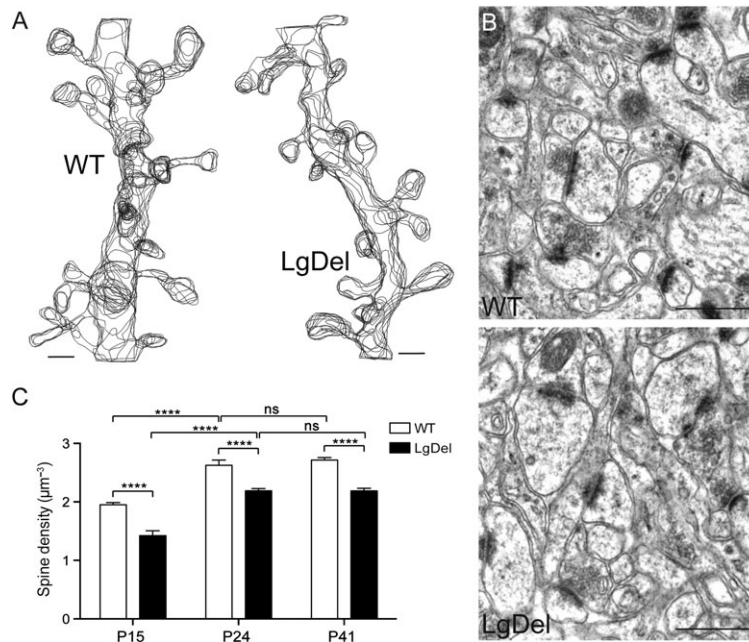 A
B
WT
LgDel
WT
C
**** ns
**** ns
**** **** ****
WT
LgDel
Spine density (μm⁻³)
3
2
1
0
P15 P24 P41
LgDel